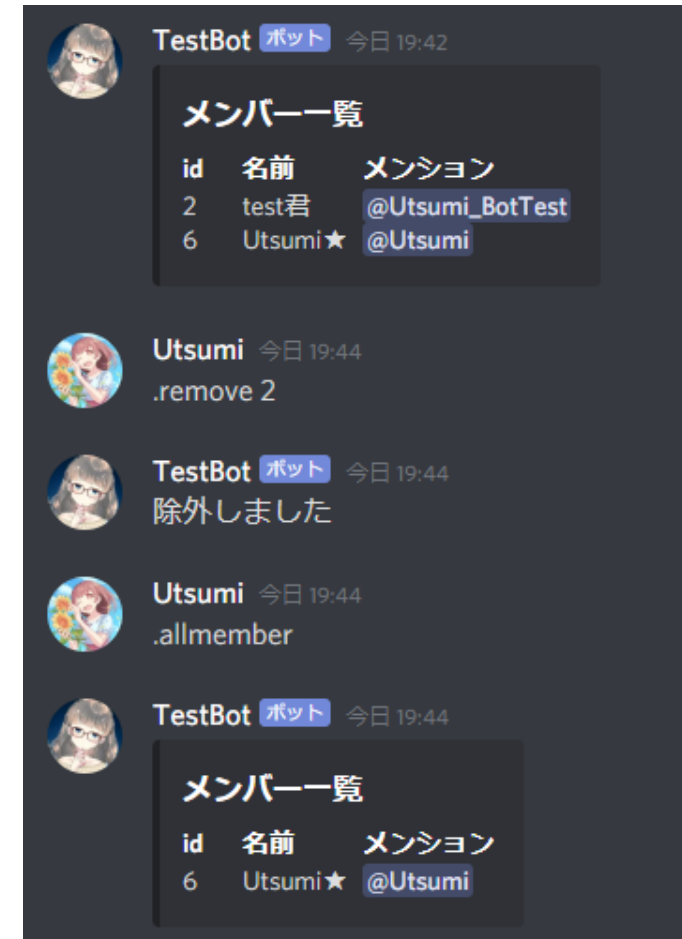 TestBot ボット 今日 19:42
メンバー一覧
id 名前 メンション
2 test君 @Utsumi_BotTest
6 Utsumi★ @Utsumi
Utsumi 今日 19:44
.remove 2
TestBot ボット 今日 19:44
除外しました
Utsumi 今日 19:44
.allmember
TestBot ボット 今日 19:44
メンバー一覧
id 名前 メンション
6 Utsumi★ @Utsumi